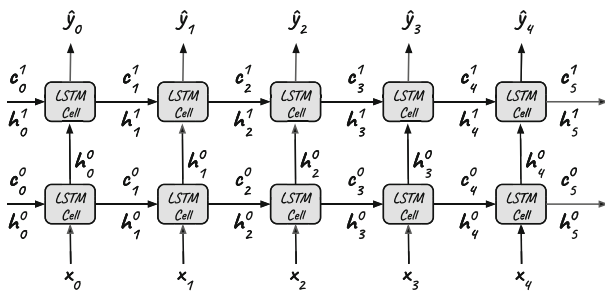 ŷ₀ ŷ₁ ŷ₂ ŷ₃ ŷ₄
c¹₀ c¹₁ c¹₂ c¹₃ c¹₄ c¹₅
LSTM LSTM LSTM LSTM LSTM
Cell Cell Cell Cell Cell
h¹₀ h¹₁ h¹₂ h¹₃ h¹₄ h¹₅
h⁰₀ h⁰₁ h⁰₂ h⁰₃ h⁰₄
c⁰₀ c⁰₁ c⁰₂ c⁰₃ c⁰₄ c⁰₅
LSTM LSTM LSTM LSTM LSTM
Cell Cell Cell Cell Cell
h⁰₀ h⁰₁ h⁰₂ h⁰₃ h⁰₄ h⁰₅
x₀ x₁ x₂ x₃ x₄